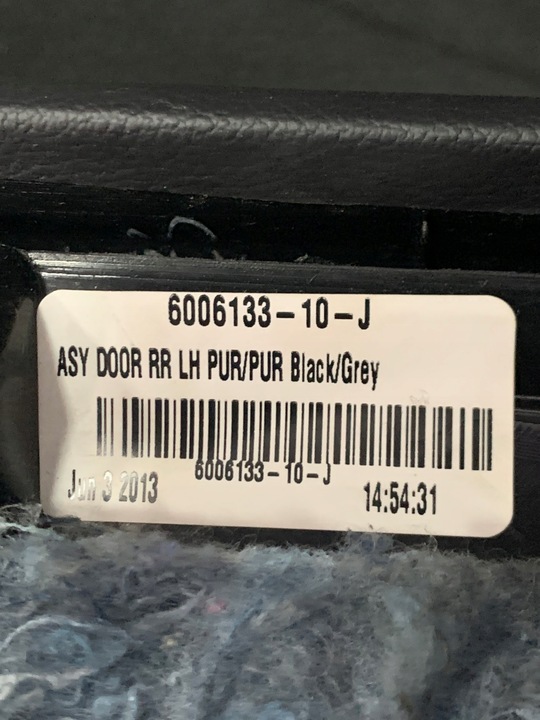 6006133-10-J
ASY DOOR RR LH PUR/PUR Black/Grey
6006133-10-J
Jun 3 2013
14:54:31